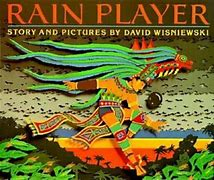 RAIN PLAYER
STORY AND PICTURES BY DAVID WISNIEWSKI